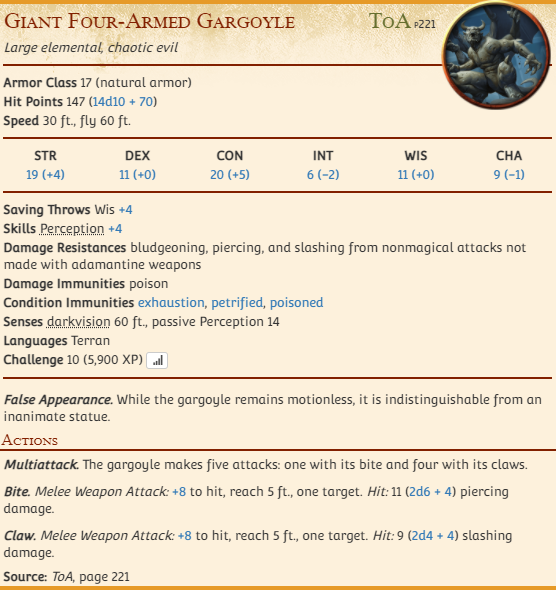 Giant Four-Armed Gargoyle ToA p221
Large elemental, chaotic evil
Armor Class 17 (natural armor)
Hit Points 147 (14d10 + 70)
Speed 30 ft., fly 60 ft.
STR DEX CON INT WIS CHA
19 (+4) 11 (+0) 20 (+5) 6 (−2) 11 (+0) 9 (−1)
Saving Throws Wis +4
Skills Perception +4
Damage Resistances bludgeoning, piercing, and slashing from nonmagical attacks not
made with adamantine weapons
Damage Immunities poison
Condition Immunities exhaustion, petrified, poisoned
Senses darkvision 60 ft., passive Perception 14
Languages Terran
Challenge 10 (5,900 XP)
False Appearance. While the gargoyle remains motionless, it is indistinguishable from an
inanimate statue.
Actions
Multiattack. The gargoyle makes five attacks: one with its bite and four with its claws.
Bite. Melee Weapon Attack: +8 to hit, reach 5 ft., one target. Hit: 11 (2d6 + 4) piercing
damage.
Claw. Melee Weapon Attack: +8 to hit, reach 5 ft., one target. Hit: 9 (2d4 + 4) slashing
damage.
Source: ToA, page 221